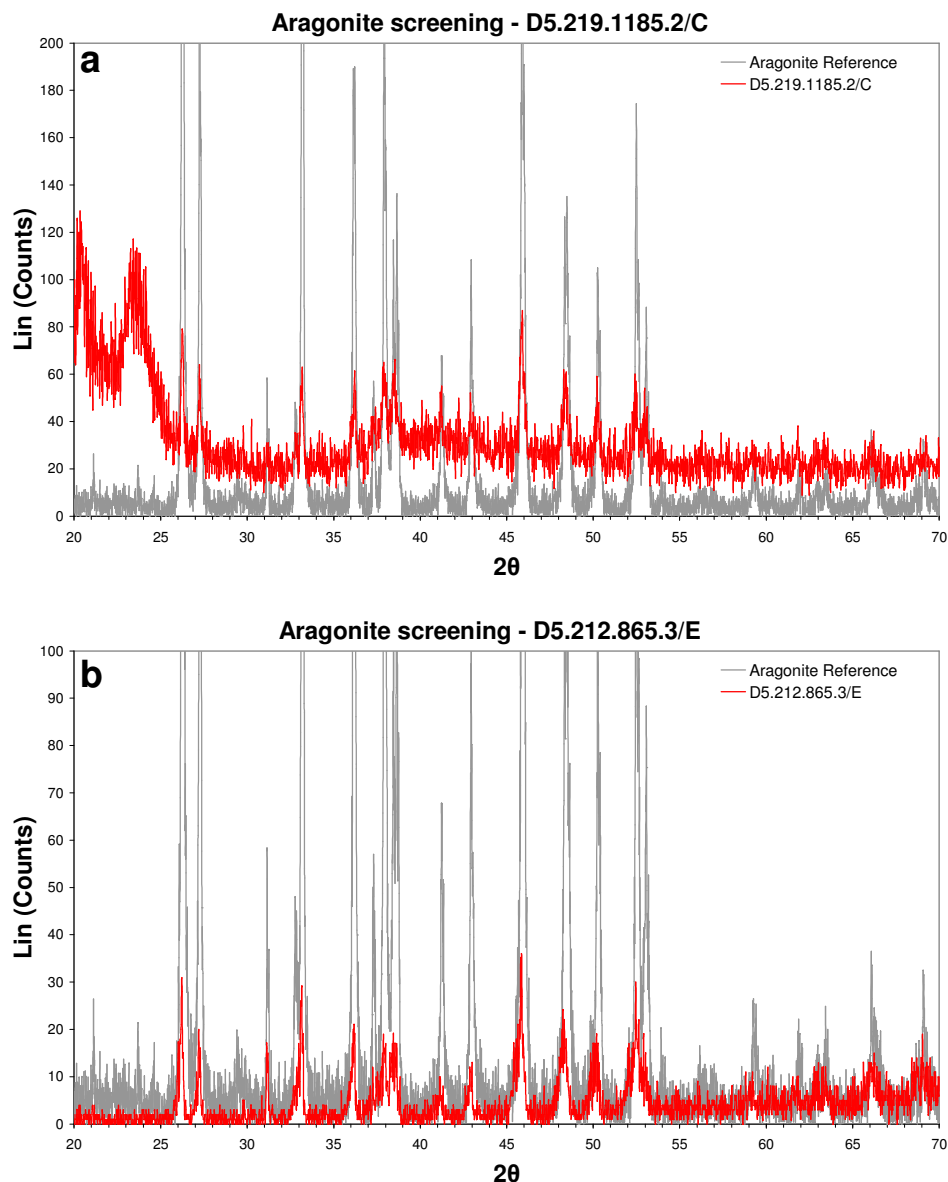 Aragonite screening - D5.219.1185.2/C
a
Aragonite Reference
D5.219.1185.2/C
Lin (Counts)
200
180
160
140
120
100
80
60
40
20
0
20 25 30 35 40 45 50 55 60 65 70
2θ
Aragonite screening - D5.212.865.3/E
b
Aragonite Reference
D5.212.865.3/E
Lin (Counts)
100
90
80
70
60
50
40
30
20
10
0
20 25 30 35 40 45 50 55 60 65 70
2θ